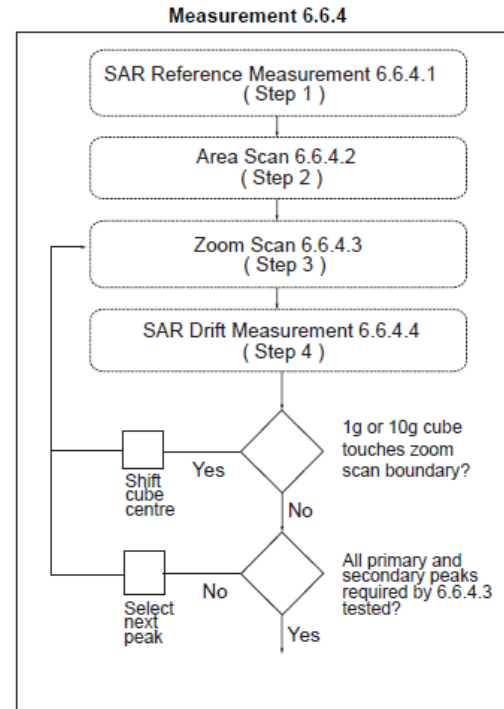 Measurement 6.6.4
SAR Reference Measurement 6.6.4.1
( Step 1 )
Area Scan 6.6.4.2
( Step 2 )
Zoom Scan 6.6.4.3
( Step 3 )
SAR Drift Measurement 6.6.4.4
( Step 4 )
1g or 10g cube
touches zoom
scan boundary?
Yes
Shift
cube
centre
No
All primary and
secondary peaks
required by 6.6.4.3
tested?
No
Select
next
peak
Yes